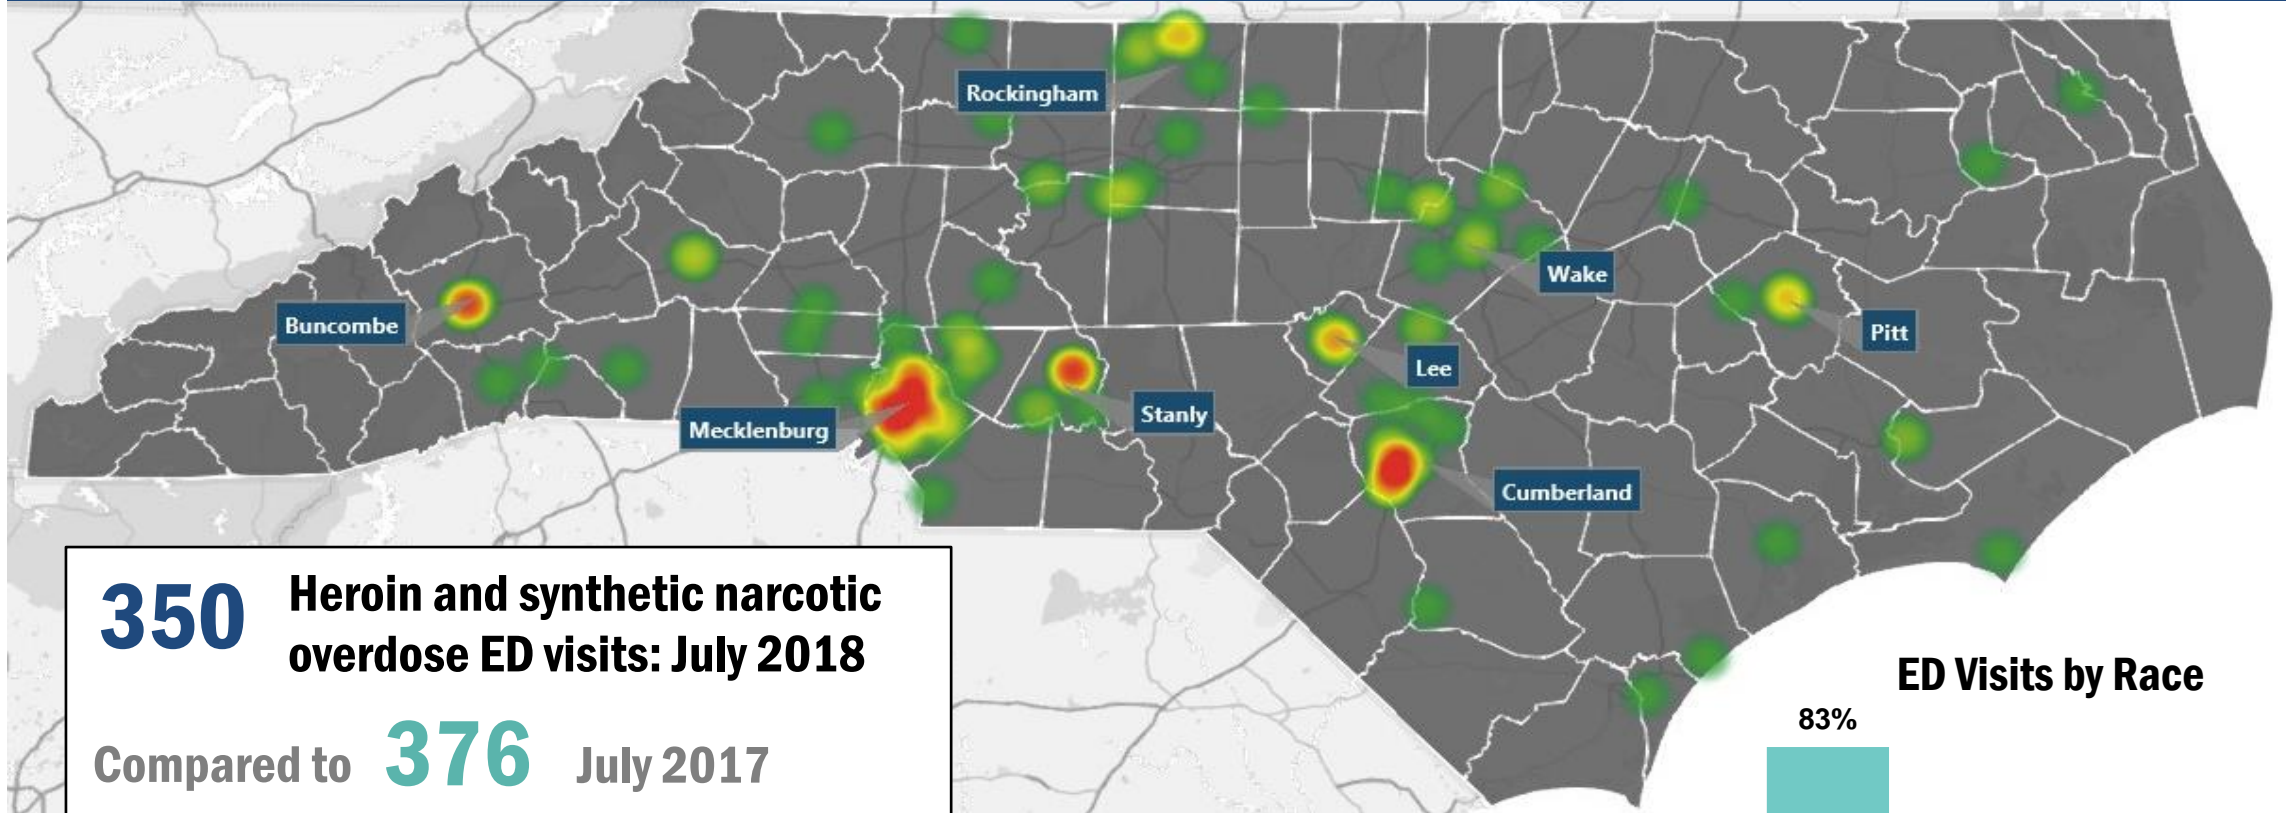 Rockingham
Wake
Buncombe
Pitt
Lee
Stanly
Mecklenburg
Cumberland
350 Heroin and synthetic narcotic
overdose ED visits: July 2018
Compared to 376 July 2017
ED Visits by Race
83%